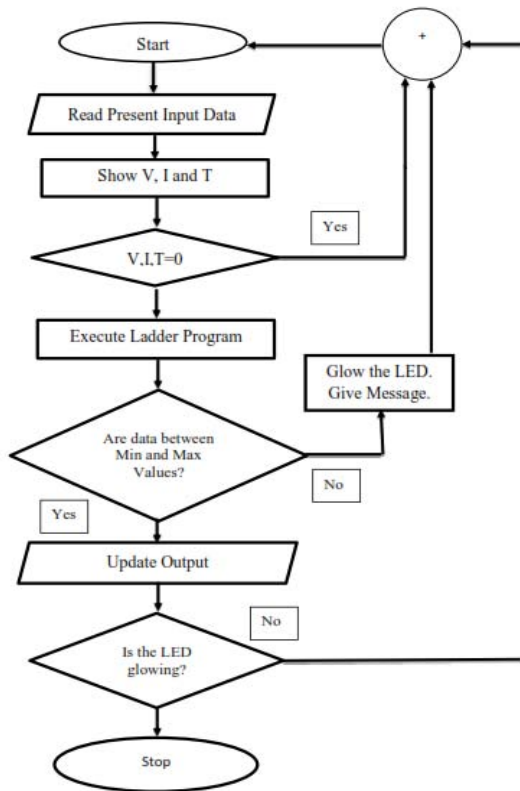 +
Start
Read Present Input Data
Show V, I and T
Yes
V,I,T=0
Execute Ladder Program
Glow the LED.
Give Message.
Are data between
Min and Max
Values?
No
Yes
Update Output
No
Is the LED
glowing?
Stop